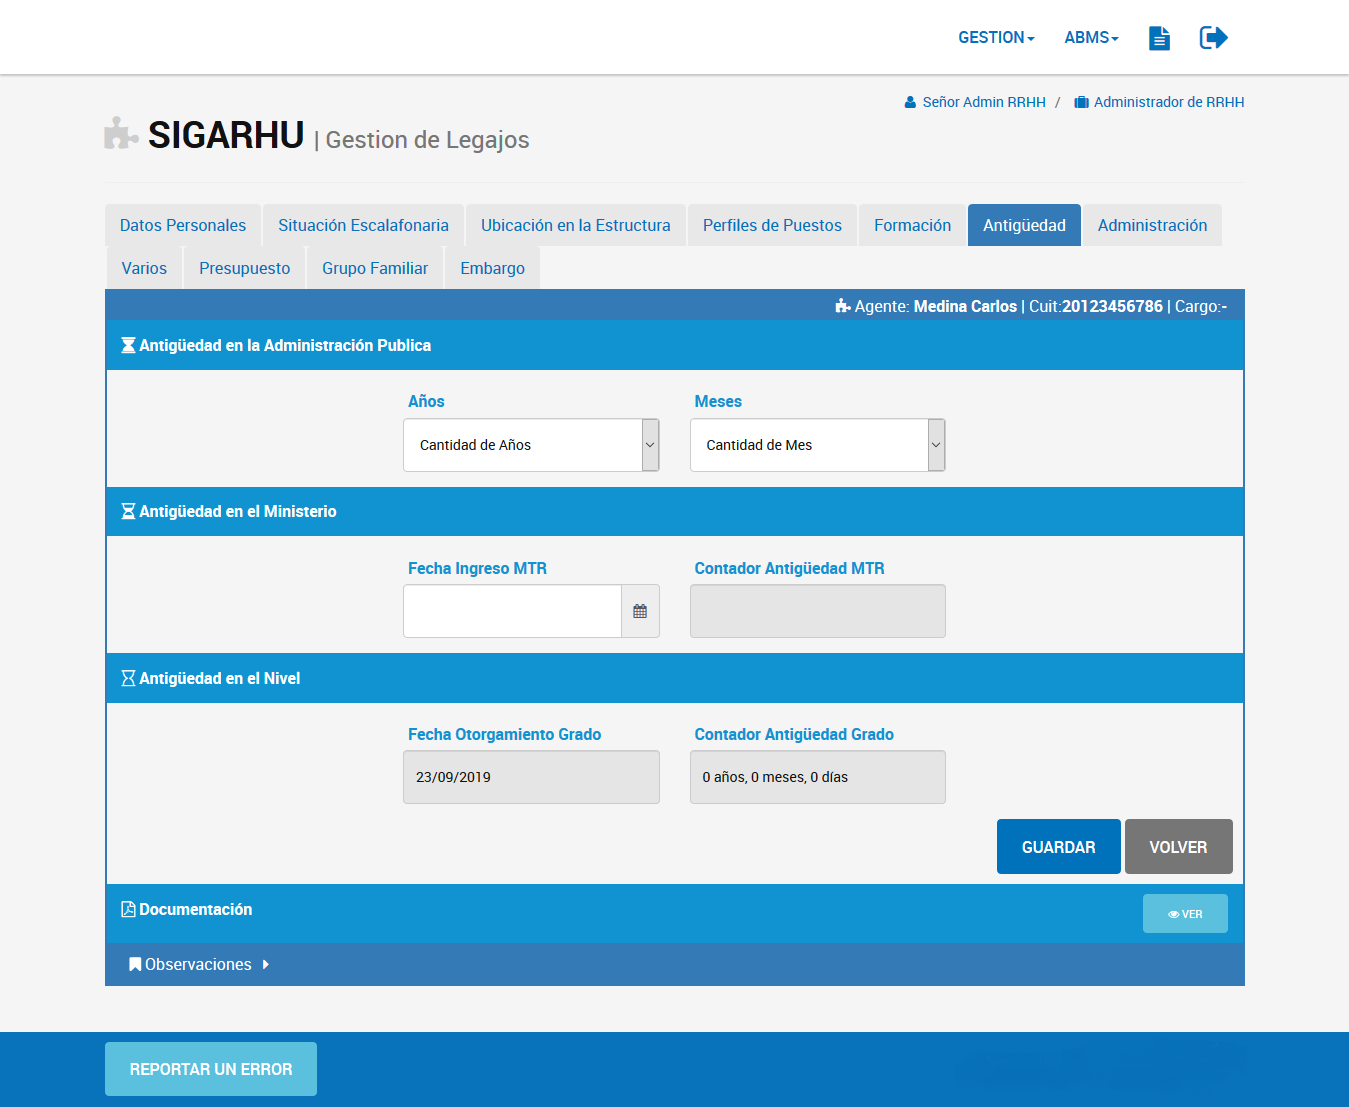 GESTION ABMS
Señor Admin RRHH / Administrador de RRHH
SIGARHU | Gestion de Legajos
Datos Personales Situación Escalafonaria Ubicación en la Estructura Perfiles de Puestos Formación Antigüedad Administración
Varios Presupuesto Grupo Familiar Embargo
Agente: Medina Carlos | Cuit:20123456786 | Cargo:-
Antigüedad en la Administración Publica
Años Meses
Cantidad de Años Cantidad de Mes
Antigüedad en el Ministerio
Fecha Ingreso MTR Contador Antigüedad MTR
Antigüedad en el Nivel
Fecha Otorgamiento Grado Contador Antigüedad Grado
23/09/2019 0 años, 0 meses, 0 días
GUARDAR VOLVER
Documentación VER
Observaciones
REPORTAR UN ERROR